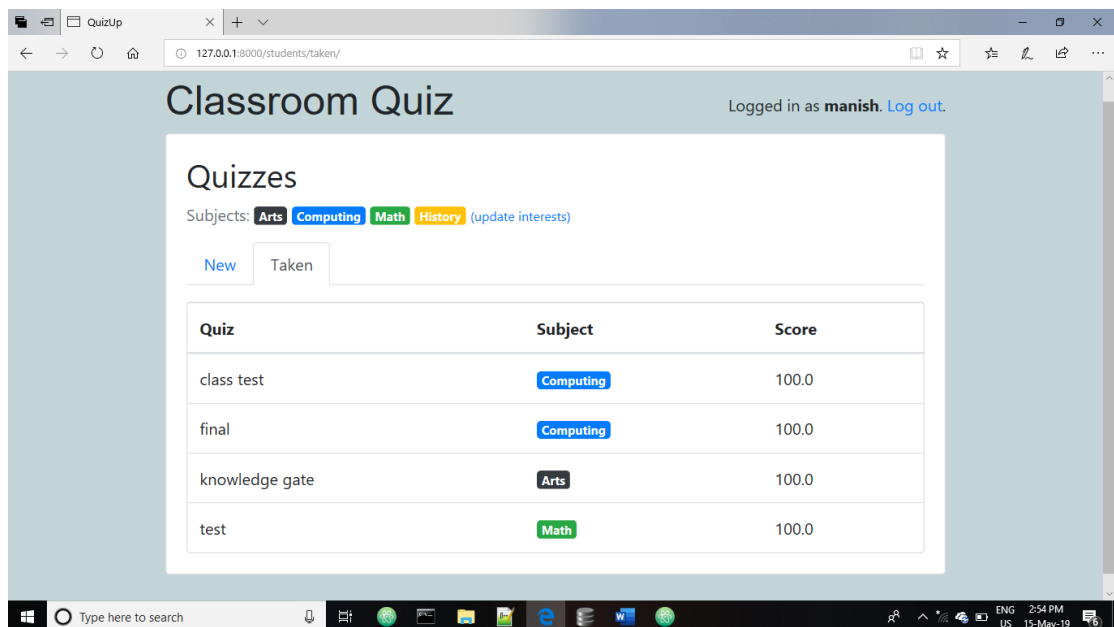 QuizUp
127.0.0.1:8000/students/taken/
Classroom Quiz
Logged in as manish. Log out.
Quizzes
Subjects: Arts Computing Math History (update interests)
New Taken
Quiz Subject Score
class test Computing 100.0
final Computing 100.0
knowledge gate Arts 100.0
test Math 100.0
Type here to search
ENG 2:54 PM
US 15-May-19
6